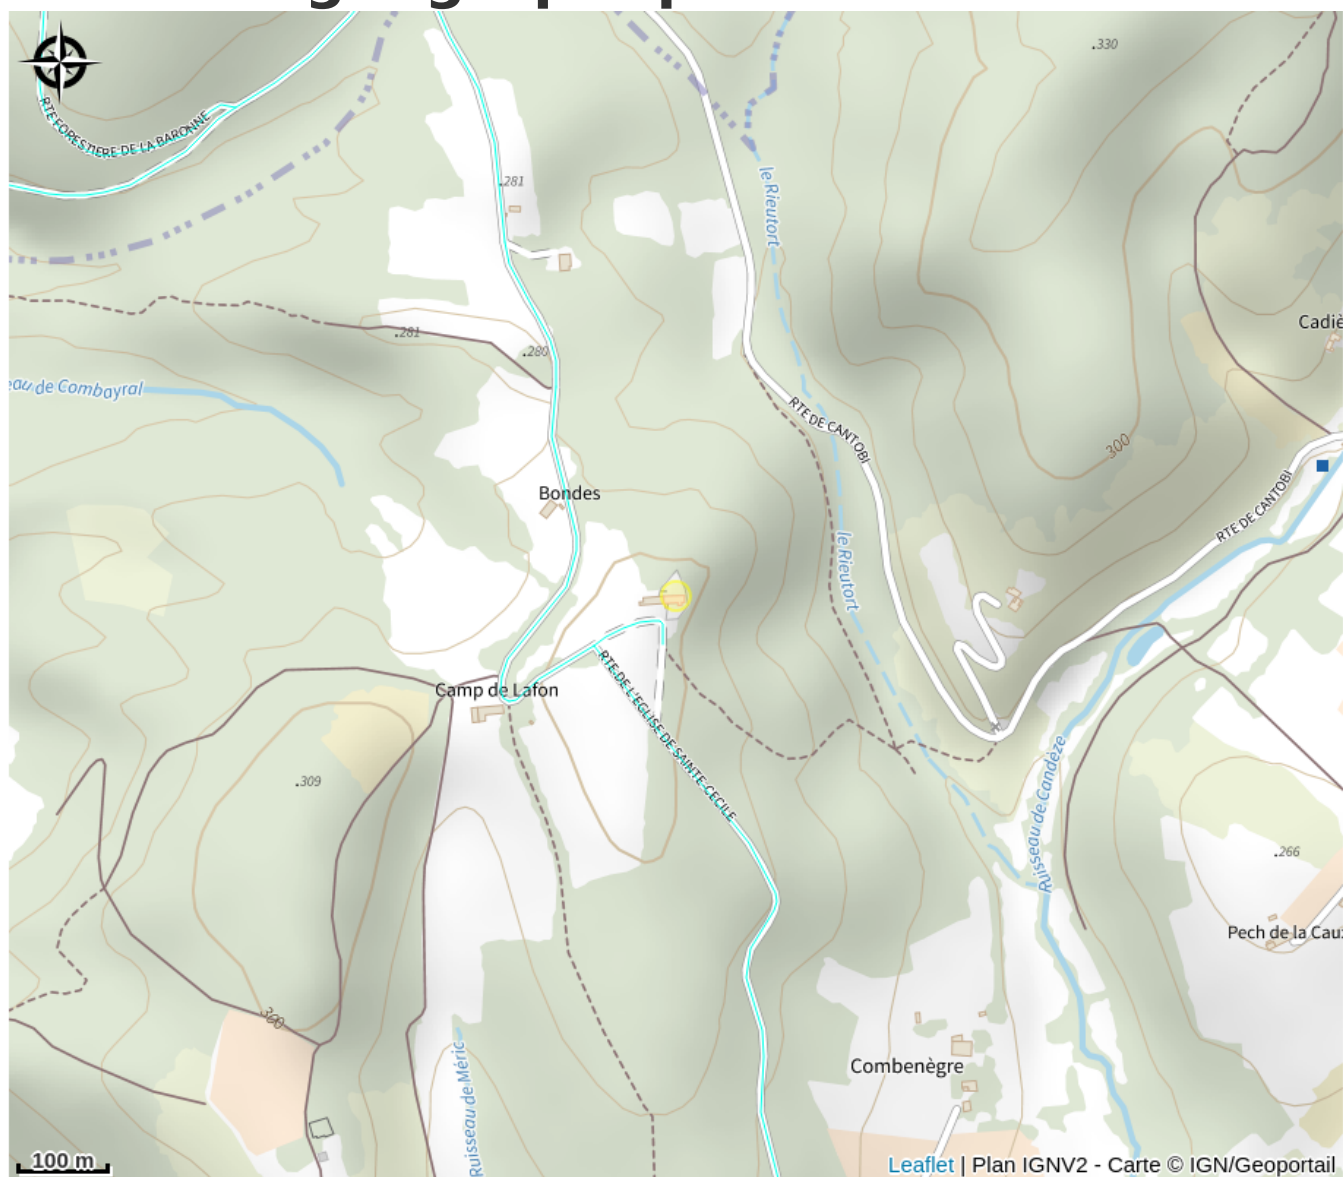 .330
RTE FORESTIERE DE LA BARONNE
le Rieutort
.281
Cadiè
.281
.280
eau de Combayral
RTE DE CANTOBI
300
RTE DE CANTOBI
Bondes
le Rieutort
RTE DE L'EGLISE DE SAINTE-CECILE
Camp de Lafon
.309
Ruisseau de Candèze
.266
Pech de la Caux
300
Ruisseau de Méric
Combenègre
100 m
Leaflet | Plan IGNV2 - Carte © IGN/Geoportail